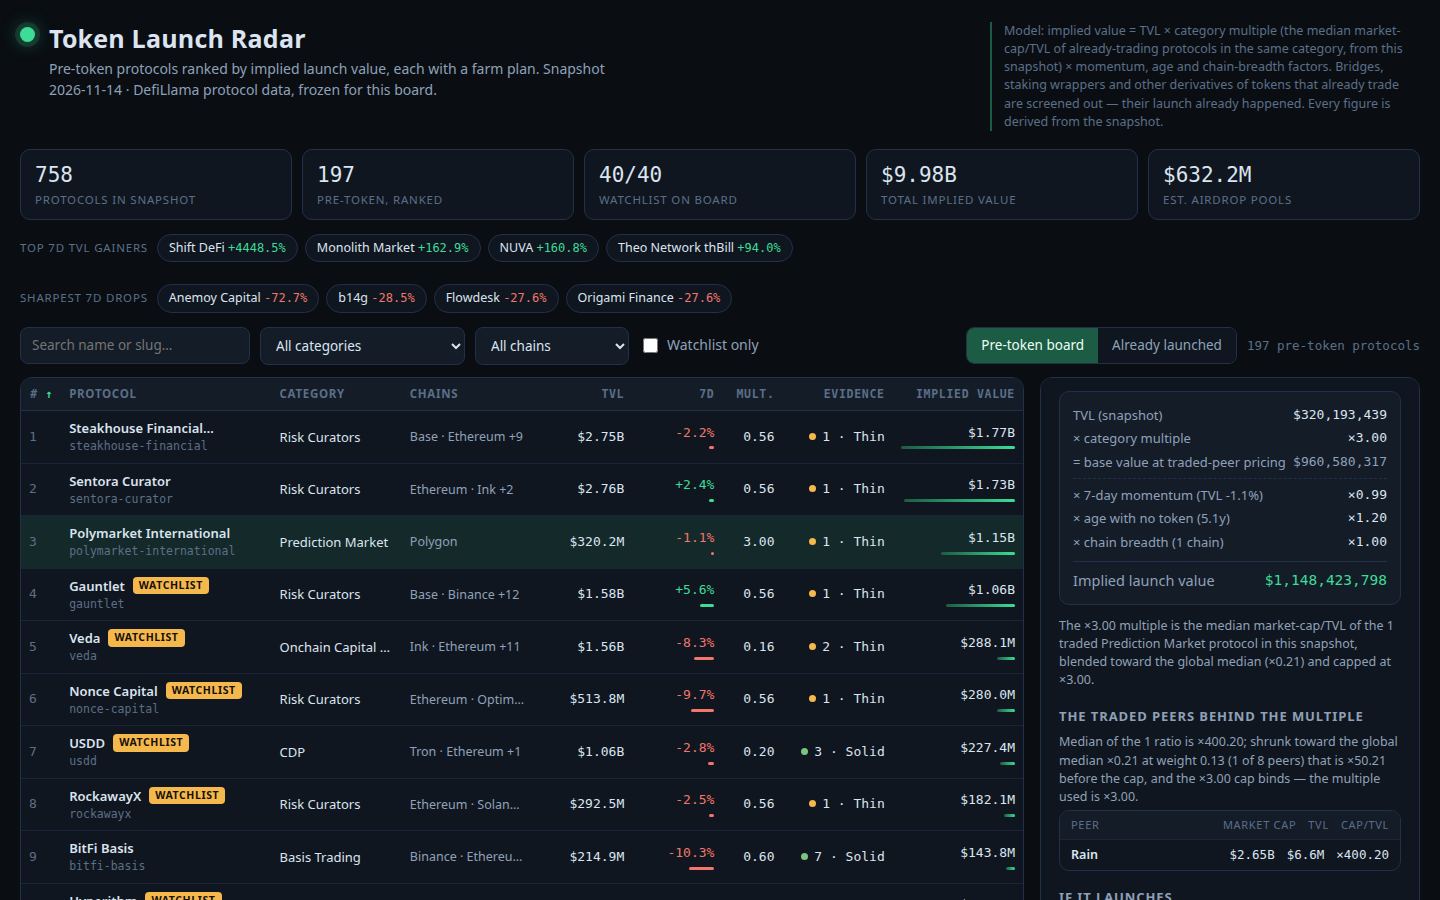 Token Launch Radar
Pre-token protocols ranked by implied launch value, each with a farm plan. Snapshot
2026-11-14 · DefiLlama protocol data, frozen for this board.
Model: implied value = TVL × category multiple (the median market-
cap/TVL of already-trading protocols in the same category, from this
snapshot) × momentum, age and chain-breadth factors. Bridges,
staking wrappers and other derivatives of tokens that already trade
are screened out — their launch already happened. Every figure is
derived from the snapshot.
758
PROTOCOLS IN SNAPSHOT
197
PRE-TOKEN, RANKED
40/40
WATCHLIST ON BOARD
$9.98B
TOTAL IMPLIED VALUE
$632.2M
EST. AIRDROP POOLS
TOP 7D TVL GAINERS Shift DeFi +4448.5% Monolith Market +162.9% NUVA +160.8% Theo Network thBill +94.0%
SHARPEST 7D DROPS Anemoy Capital -72.7% b14g -28.5% Flowdesk -27.6% Origami Finance -27.6%
Search name or slug... All categories All chains Watchlist only Pre-token board Already launched 197 pre-token protocols
# ↑ PROTOCOL CATEGORY CHAINS TVL 7D MULT. EVIDENCE IMPLIED VALUE
1 Steakhouse Financial... Risk Curators Base · Ethereum +9 $2.75B -2.2% 0.56 1 · Thin $1.77B
steakhouse-financial
2 Sentora Curator Risk Curators Ethereum · Ink +2 $2.76B +2.4% 0.56 1 · Thin $1.73B
sentora-curator
3 Polymarket International Prediction Market Polygon $320.2M -1.1% 3.00 1 · Thin $1.15B
polymarket-international
4 Gauntlet WATCHLIST Risk Curators Base · Binance +12 $1.58B +5.6% 0.56 1 · Thin $1.06B
gauntlet
5 Veda WATCHLIST Onchain Capital ... Ink · Ethereum +11 $1.56B -8.3% 0.16 2 · Thin $288.1M
veda
6 Nonce Capital WATCHLIST Risk Curators Ethereum · Optim... $513.8M -9.7% 0.56 1 · Thin $280.0M
nonce-capital
7 USDD WATCHLIST CDP Tron · Ethereum +1 $1.06B -2.8% 0.20 3 · Solid $227.4M
usdd
8 RockawayX WATCHLIST Risk Curators Ethereum · Solan... $292.5M -2.5% 0.56 1 · Thin $182.1M
rockawayx
9 BitFi Basis Basis Trading Binance · Ethereu... $214.9M -10.3% 0.60 7 · Solid $143.8M
bitfi-basis
TVL (snapshot) $320,193,439
× category multiple ×3.00
= base value at traded-peer pricing $960,580,317
× 7-day momentum (TVL -1.1%) ×0.99
× age with no token (5.1y) ×1.20
× chain breadth (1 chain) ×1.00
Implied launch value $1,148,423,798
The ×3.00 multiple is the median market-cap/TVL of the 1
traded Prediction Market protocol in this snapshot,
blended toward the global median (×0.21) and capped at
×3.00.
THE TRADED PEERS BEHIND THE MULTIPLE
Median of the 1 ratio is ×400.20; shrunk toward the global
median ×0.21 at weight 0.13 (1 of 8 peers) that is ×50.21
before the cap, and the ×3.00 cap binds — the multiple
used is ×3.00.
PEER MARKET CAP TVL CAP/TVL
Rain $2.65B $6.6M ×400.20
IF IT LAUNCHES